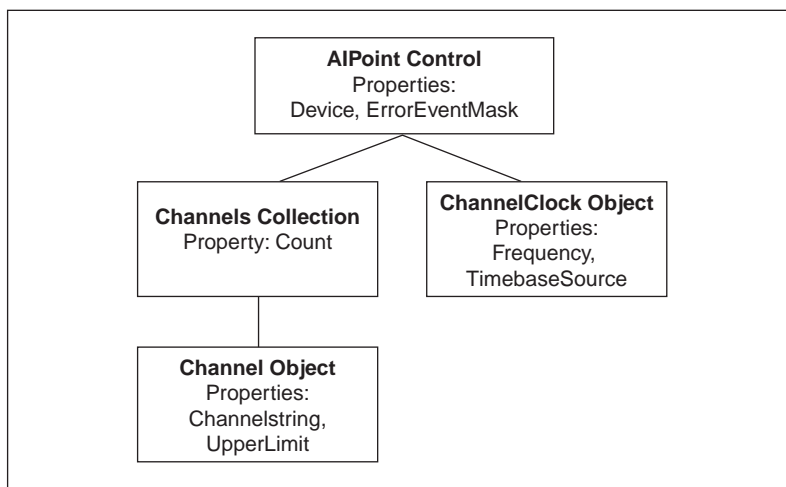 AIPoint Control
Properties:
Device, ErrorEventMask
Channels Collection
Property: Count
ChannelClock Object
Properties:
Frequency,
TimebaseSource
Channel Object
Properties:
Channelstring,
UpperLimit